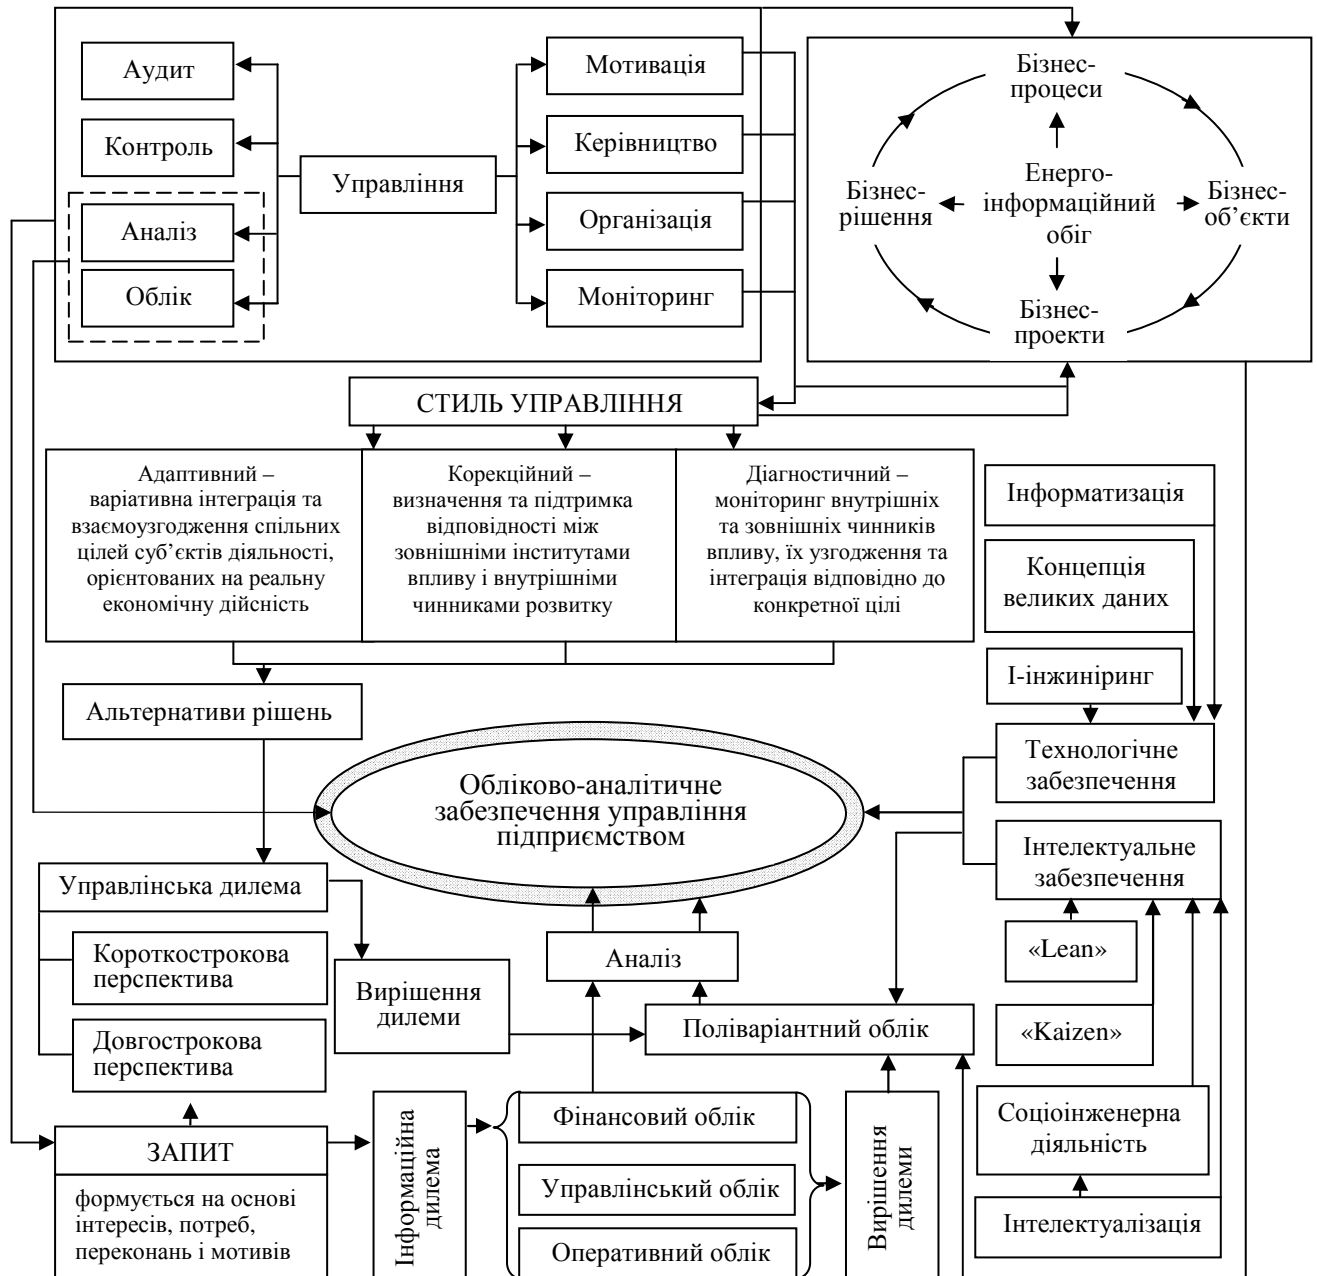 Аудит
Контроль
Аналіз
Облік
Управління
Мотивація
Керівництво
Організація
Моніторинг
Бізнес-
процеси
Бізнес-
рішення
Енерго-
інформаційний
обіг
Бізнес-
об’єкти
Бізнес-
проекти
СТИЛЬ УПРАВЛІННЯ
Адаптивний –
варіативна інтеграція та
взаємоузгодження спільних
цілей суб’єктів діяльності,
орієнтованих на реальну
економічну дійсність
Корекційний –
визначення та підтримка
відповідності між
зовнішніми інститутами
впливу і внутрішніми
чинниками розвитку
Діагностичний –
моніторинг внутрішніх
та зовнішніх чинників
впливу, їх узгодження та
інтеграція відповідно до
конкретної цілі
Інформатизація
Концепція
великих даних
І-інжиніринг
Альтернативи рішень
Технологічне
забезпечення
Обліково-аналітичне
забезпечення управління
підприємством
Інтелектуальне
забезпечення
Управлінська дилема
Короткострокова
перспектива
Довгострокова
перспектива
Вирішення
дилеми
Аналіз
Поліваріантний облік
«Lean»
«Kaizen»
Соціоінженерна
діяльність
Інтелектуалізація
ЗАПИТ
формується на основі
інтересів, потреб,
переконань і мотивів
Інформаційна
дилема
Фінансовий облік
Управлінський облік
Оперативний облік
Вирішення
дилеми